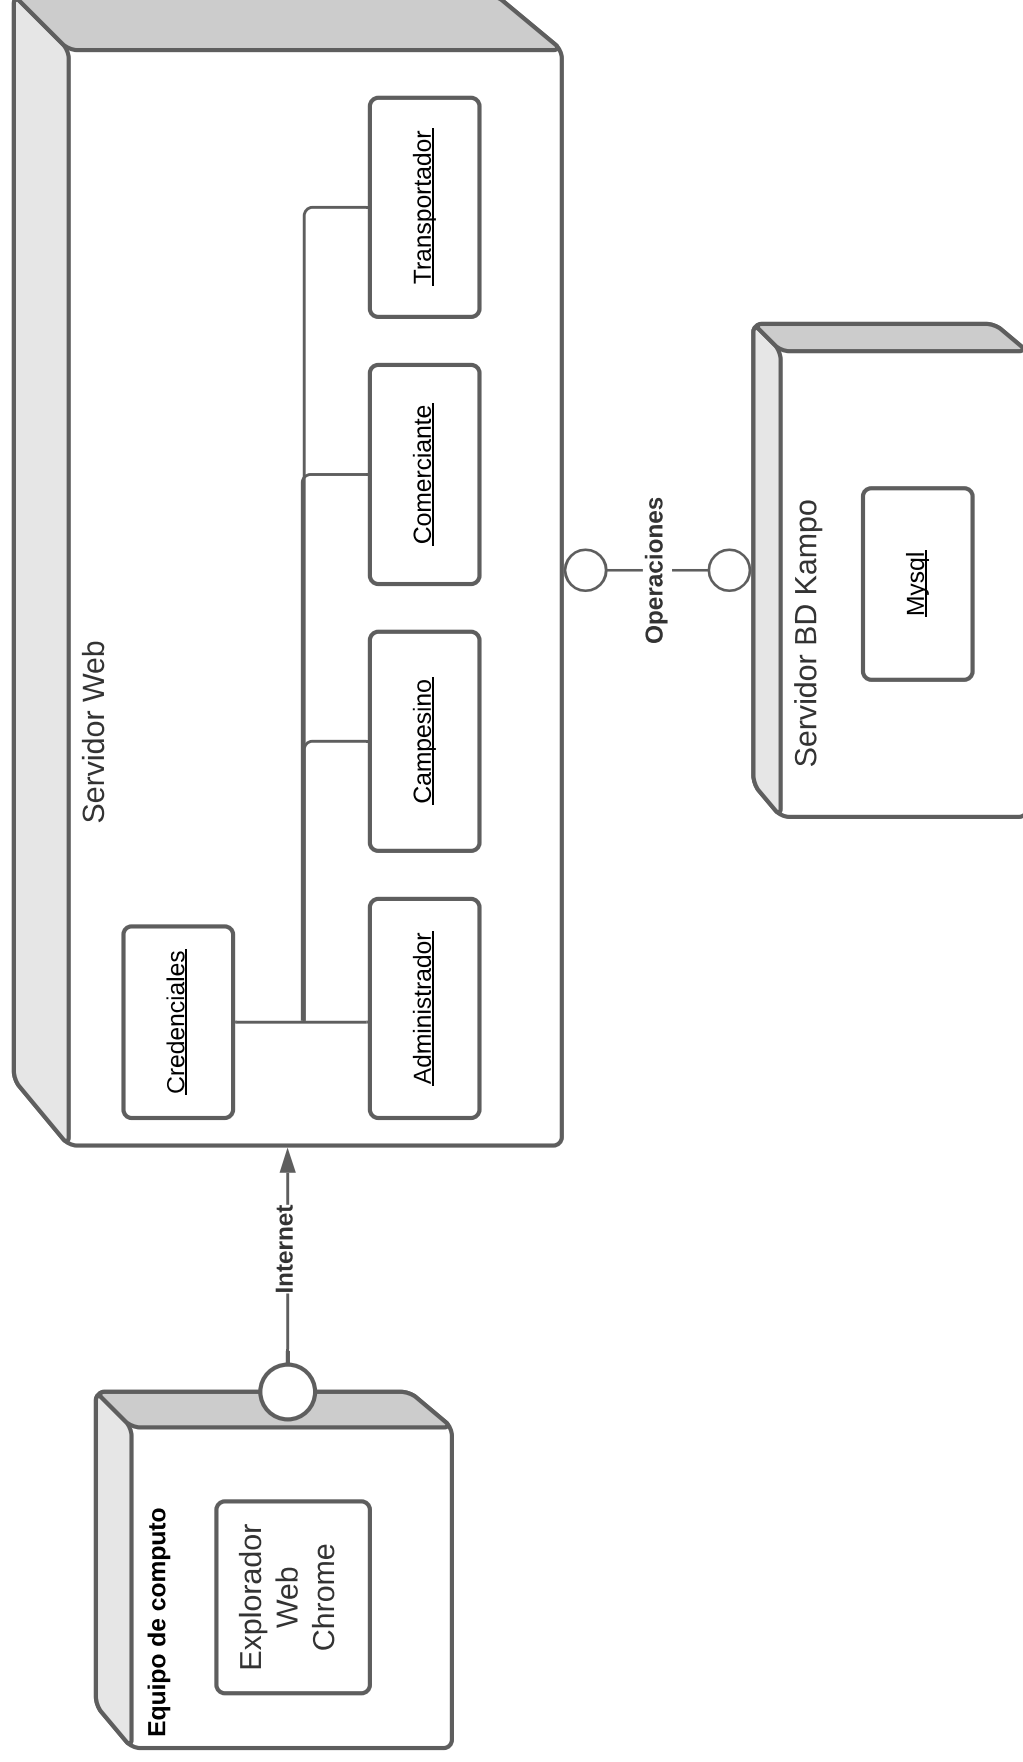 Equipo de computo
Explorador
Web
Chrome
Internet
Servidor Web
Credenciales
Administrador
Campesino
Comerciante
Transportador
Operaciones
Servidor BD Kampo
Mysql